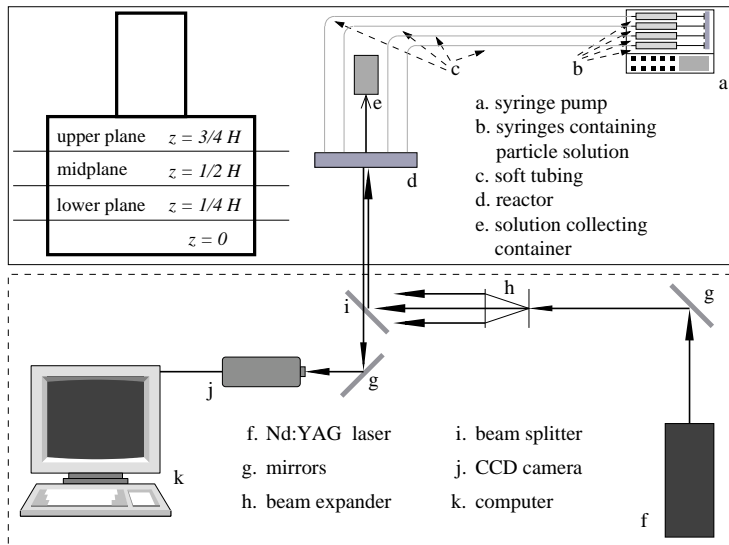 upper plane z = 3/4 H
midplane z = 1/2 H
lower plane z = 1/4 H
z = 0
e
c
b
a
d
a. syringe pump
b. syringes containing
particle solution
c. soft tubing
d. reactor
e. solution collecting
container
i
h
g
j
g
k
f
f. Nd:YAG laser
g. mirrors
h. beam expander
i. beam splitter
j. CCD camera
k. computer